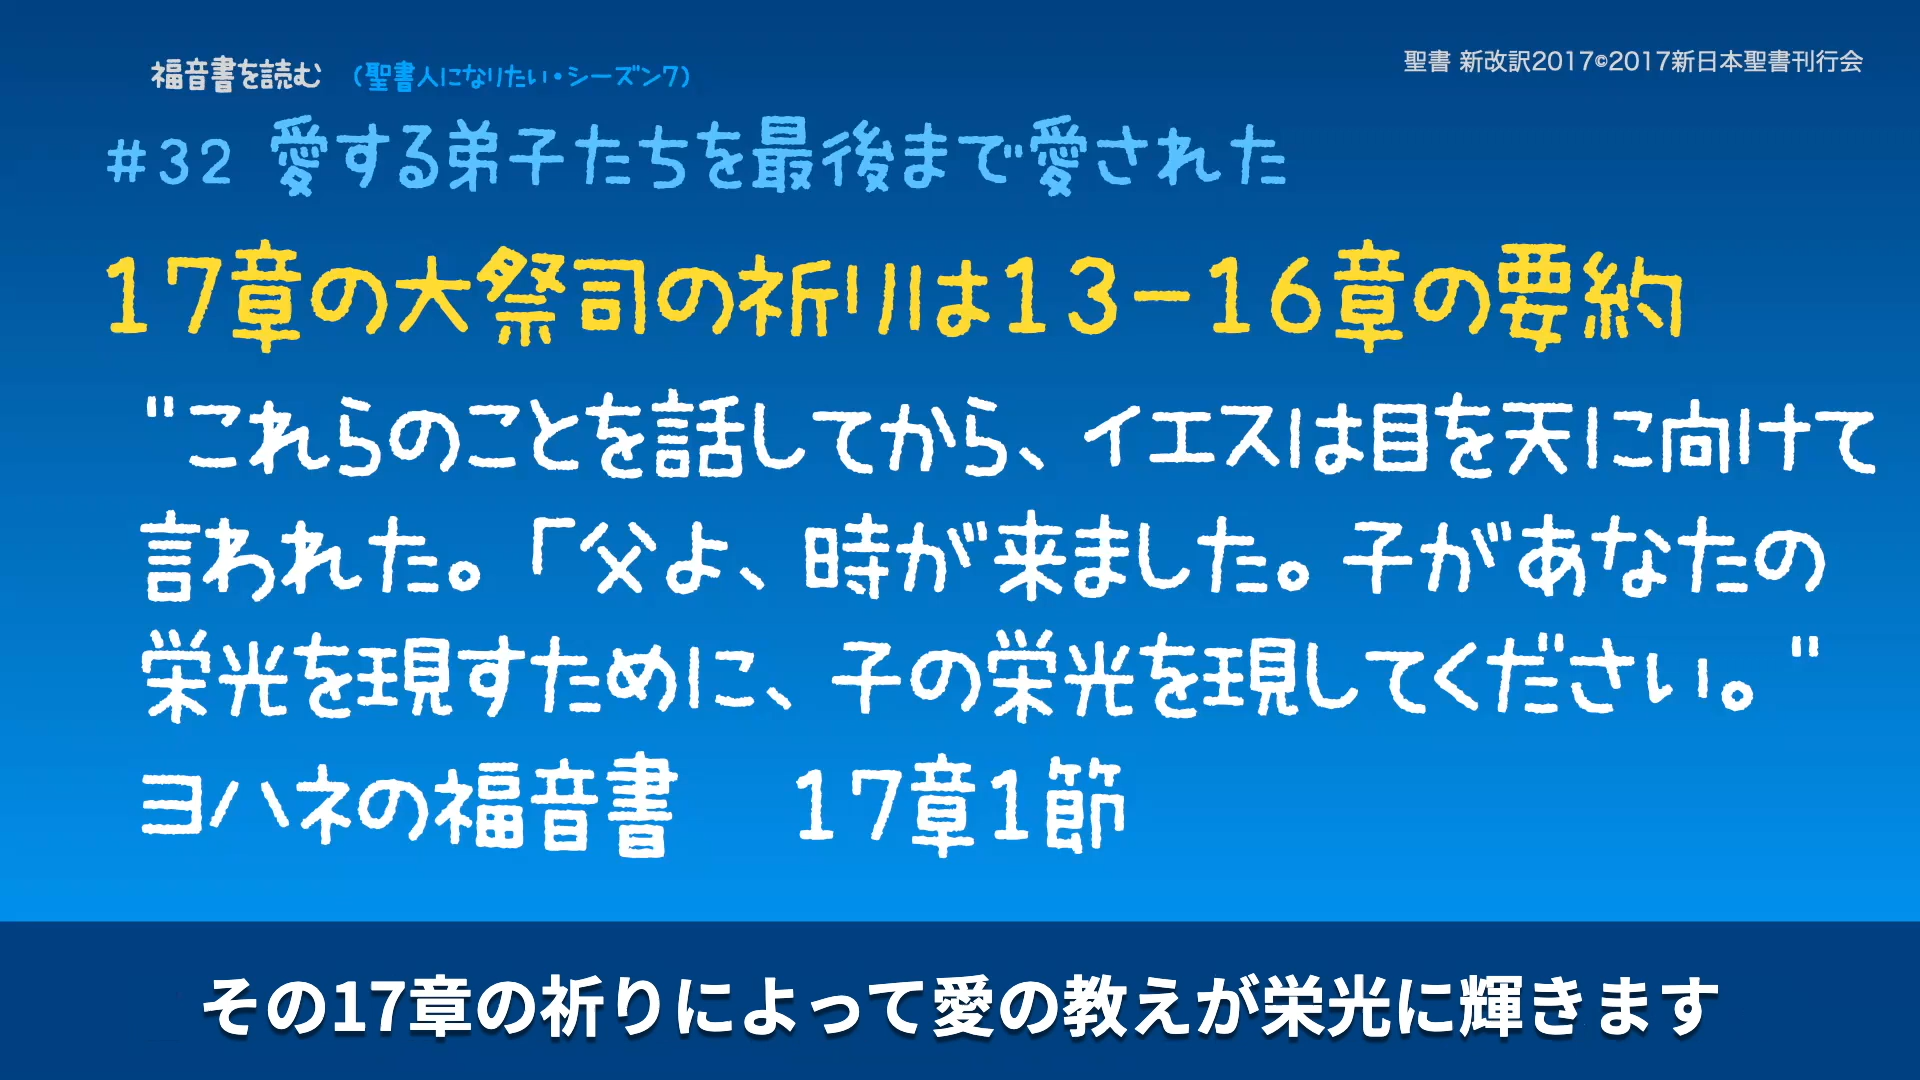 福音書を読む (聖書人になりたい・シーズン7)
聖書 新改訳2017©2017新日本聖書刊行会
#32 愛する弟子たちを最後まで愛された
17章の大祭司の祈りは13ー16章の要約
"これらのことを話してから、イエスは目を天に向けて
言われた。「父よ、時が来ました。子があなたの
栄光を現すために、子の栄光を現してください。"
ヨハネの福音書 17章1節
その17章の祈りによって愛の教えが栄光に輝きます